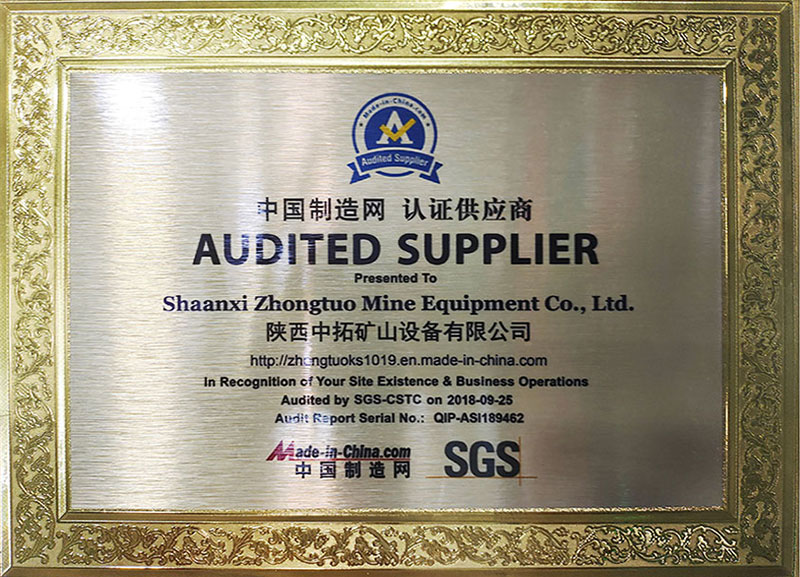 Made-in-China.com
A
Audited Supplier
中国制造网 认证供应商
AUDITED SUPPLIER
Presented To
Shaanxi Zhongtuo Mine Equipment Co., Ltd.
陕西中拓矿山设备有限公司
http://zhongtuoks1019.en.made-in-china.com
In Recognition of Your Site Existence & Business Operations
Audited by SGS-CSTC on 2018-09-25
Audit Report Serial No.: QIP-ASI189462
Made-in-China.com
中国制造网
SGS